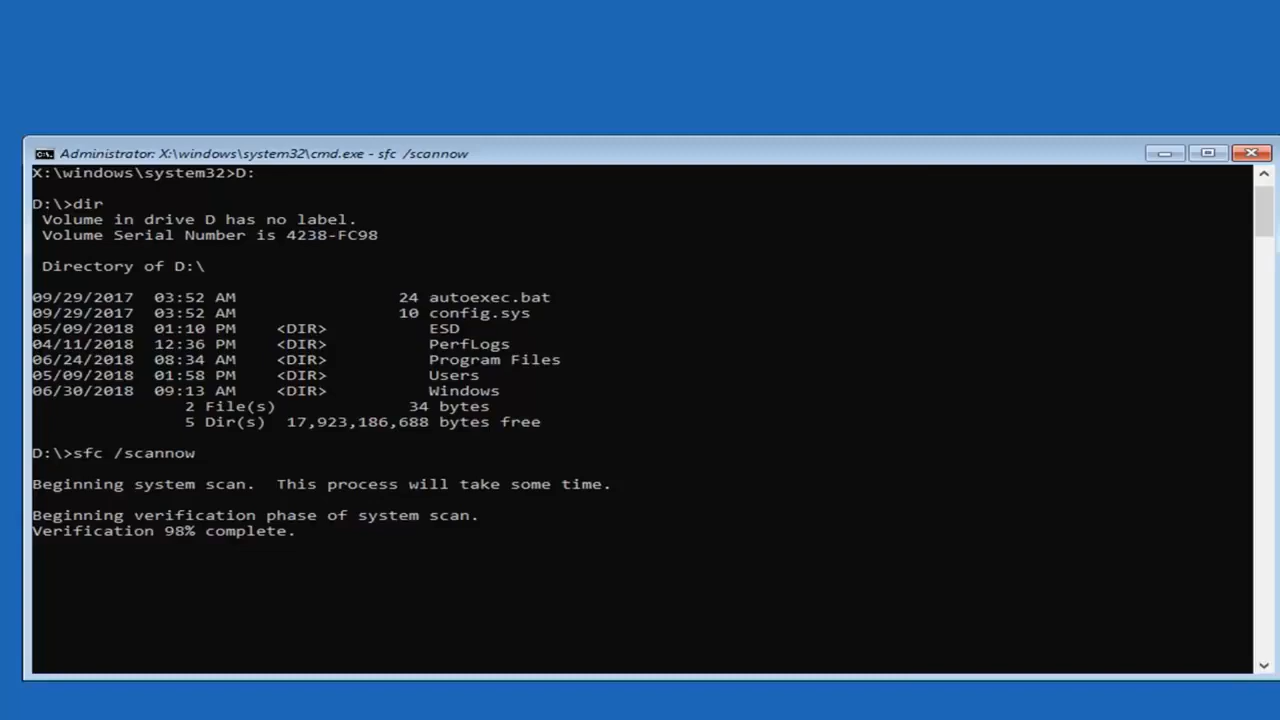 Administrator: X:\windows\system32\cmd.exe - sfc /scannow
X:\windows\system32>D:
D:\>dir
Volume in drive D has no label.
Volume Serial Number is 4238-FC98
Directory of D:\
09/29/2017 03:52 AM 24 autoexec.bat
09/29/2017 03:52 AM 10 config.sys
05/09/2018 01:10 PM <DIR> ESD
04/11/2018 12:36 PM <DIR> PerfLogs
06/24/2018 08:34 AM <DIR> Program Files
05/09/2018 01:58 PM <DIR> Users
06/30/2018 09:13 AM <DIR> Windows
2 File(s) 34 bytes
5 Dir(s) 17,923,186,688 bytes free
D:\>sfc /scannow
Beginning system scan. This process will take some time.
Beginning verification phase of system scan.
Verification 98% complete.